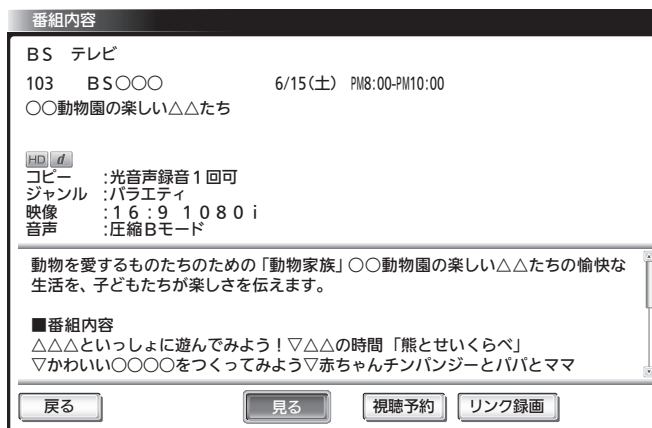 番組内容
BS テレビ
103 BS〇〇〇 6/15(土) PM8:00-PM10:00
〇〇動物園の楽しい△△たち
HD d
コピー :光音声録音1回可
ジャンル :バラエティ
映像 :16:9 1080i
音声 :圧縮Bモード
動物を愛するものたちのための「動物家族」〇〇動物園の楽しい△△たちの愉快な
生活を、子どもたちが楽しさを伝えます。
■番組内容
△△△といっしょに遊んでみよう!▽△△の時間「熊とせいくらべ」
▽かわいい〇〇〇〇をつくってみよう▽赤ちゃんチンパンジーとパパとママ
戻る 見る 視聴予約 リンク録画